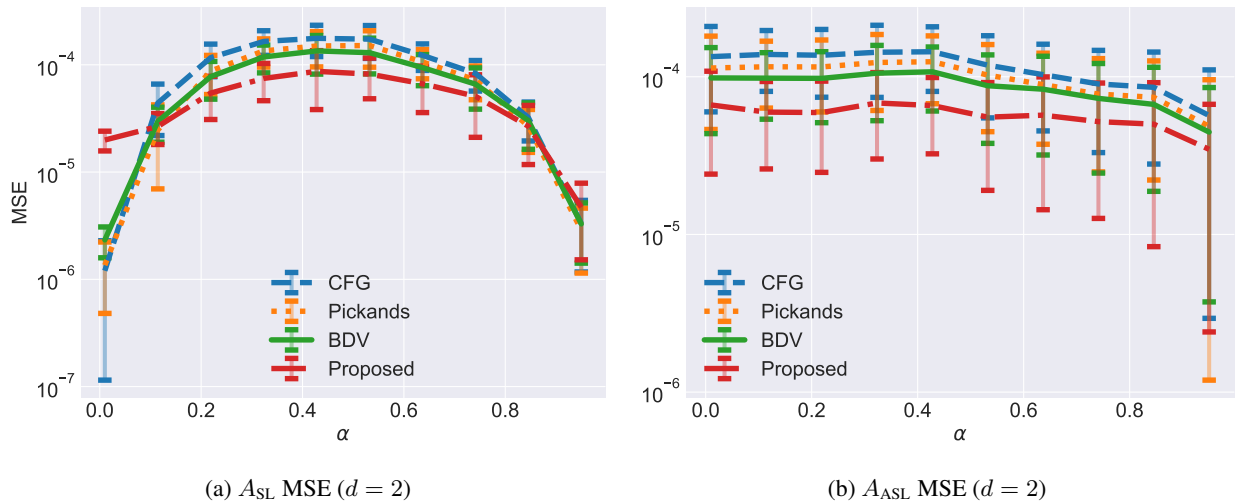 MSE
10⁻⁴
10⁻⁵
10⁻⁶
10⁻⁷
CFG
Pickands
BDV
Proposed
0.0 0.2 0.4 0.6 0.8
α
(a) A_SL MSE (d = 2)
10⁻⁴
10⁻⁵
10⁻⁶
CFG
Pickands
BDV
Proposed
0.0 0.2 0.4 0.6 0.8
α
(b) A_ASL MSE (d = 2)